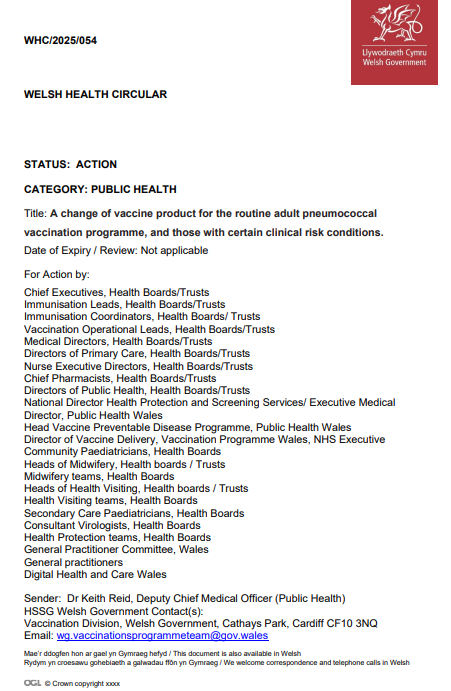 WHC/2025/054
Llywodraeth Cymru
Welsh Government
WELSH HEALTH CIRCULAR
STATUS: ACTION
CATEGORY: PUBLIC HEALTH
Title: A change of vaccine product for the routine adult pneumococcal
vaccination programme, and those with certain clinical risk conditions.
Date of Expiry / Review: Not applicable
For Action by:
Chief Executives, Health Boards/Trusts
Immunisation Leads, Health Boards/Trusts
Immunisation Coordinators, Health Boards/ Trusts
Vaccination Operational Leads, Health Boards/Trusts
Medical Directors, Health Boards/Trusts
Directors of Primary Care, Health Boards/Trusts
Nurse Executive Directors, Health Boards/Trusts
Chief Pharmacists, Health Boards/Trusts
Directors of Public Health, Health Boards/Trusts
National Director Health Protection and Screening Services/ Executive Medical
Director, Public Health Wales
Head Vaccine Preventable Disease Programme, Public Health Wales
Director of Vaccine Delivery, Vaccination Programme Wales, NHS Executive
Community Paediatricians, Health Boards
Heads of Midwifery, Health boards / Trusts
Midwifery teams, Health Boards
Heads of Health Visiting, Health boards / Trusts
Health Visiting teams, Health Boards
Secondary Care Paediatricians, Health Boards
Consultant Virologists, Health Boards
Health Protection teams, Health Boards
General Practitioner Committee, Wales
General practitioners
Digital Health and Care Wales
Sender: Dr Keith Reid, Deputy Chief Medical Officer (Public Health)
HSSG Welsh Government Contact(s):
Vaccination Division, Welsh Government, Cathays Park, Cardiff CF10 3NQ
Email: wg.vaccinationsprogrammeteam@gov.wales
Mae'r ddogfen hon ar gael yn Gymraeg hefyd / This document is also available in Welsh
Rydym yn croesawu gohebiaeth a galwadau ffôn yn Gymraeg / We welcome correspondence and telephone calls in Welsh
OGL © Crown copyright xxxx